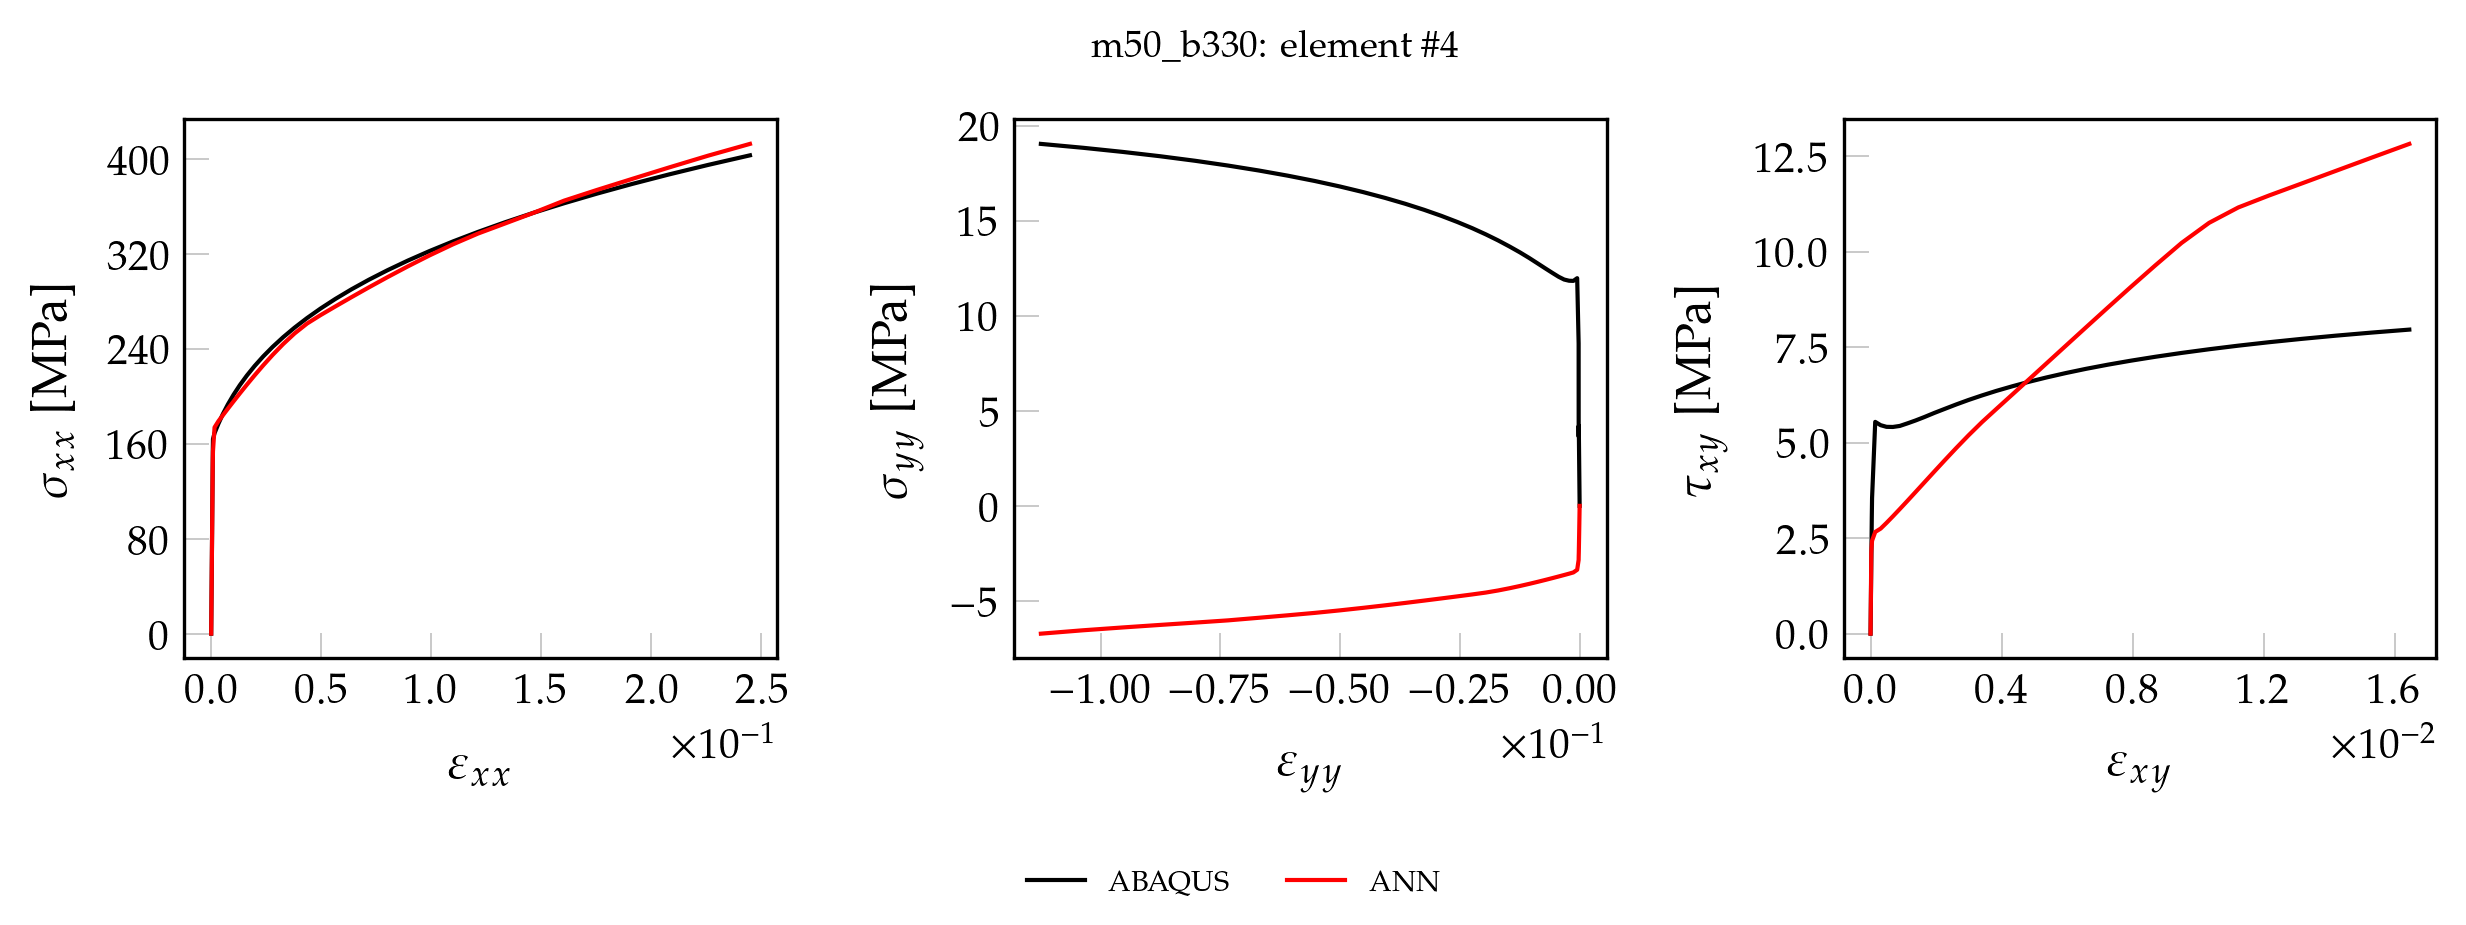 m50_b330: element #4
σxx [MPa]
400
320
240
160
80
0
0.0 0.5 1.0 1.5 2.0 2.5
×10−1
εxx
σyy [MPa]
20
15
10
5
0
−5
−1.00 −0.75 −0.50 −0.25 0.00
×10−1
εyy
τxy [MPa]
12.5
10.0
7.5
5.0
2.5
0.0
0.0 0.4 0.8 1.2 1.6
×10−2
εxy
ABAQUS ANN